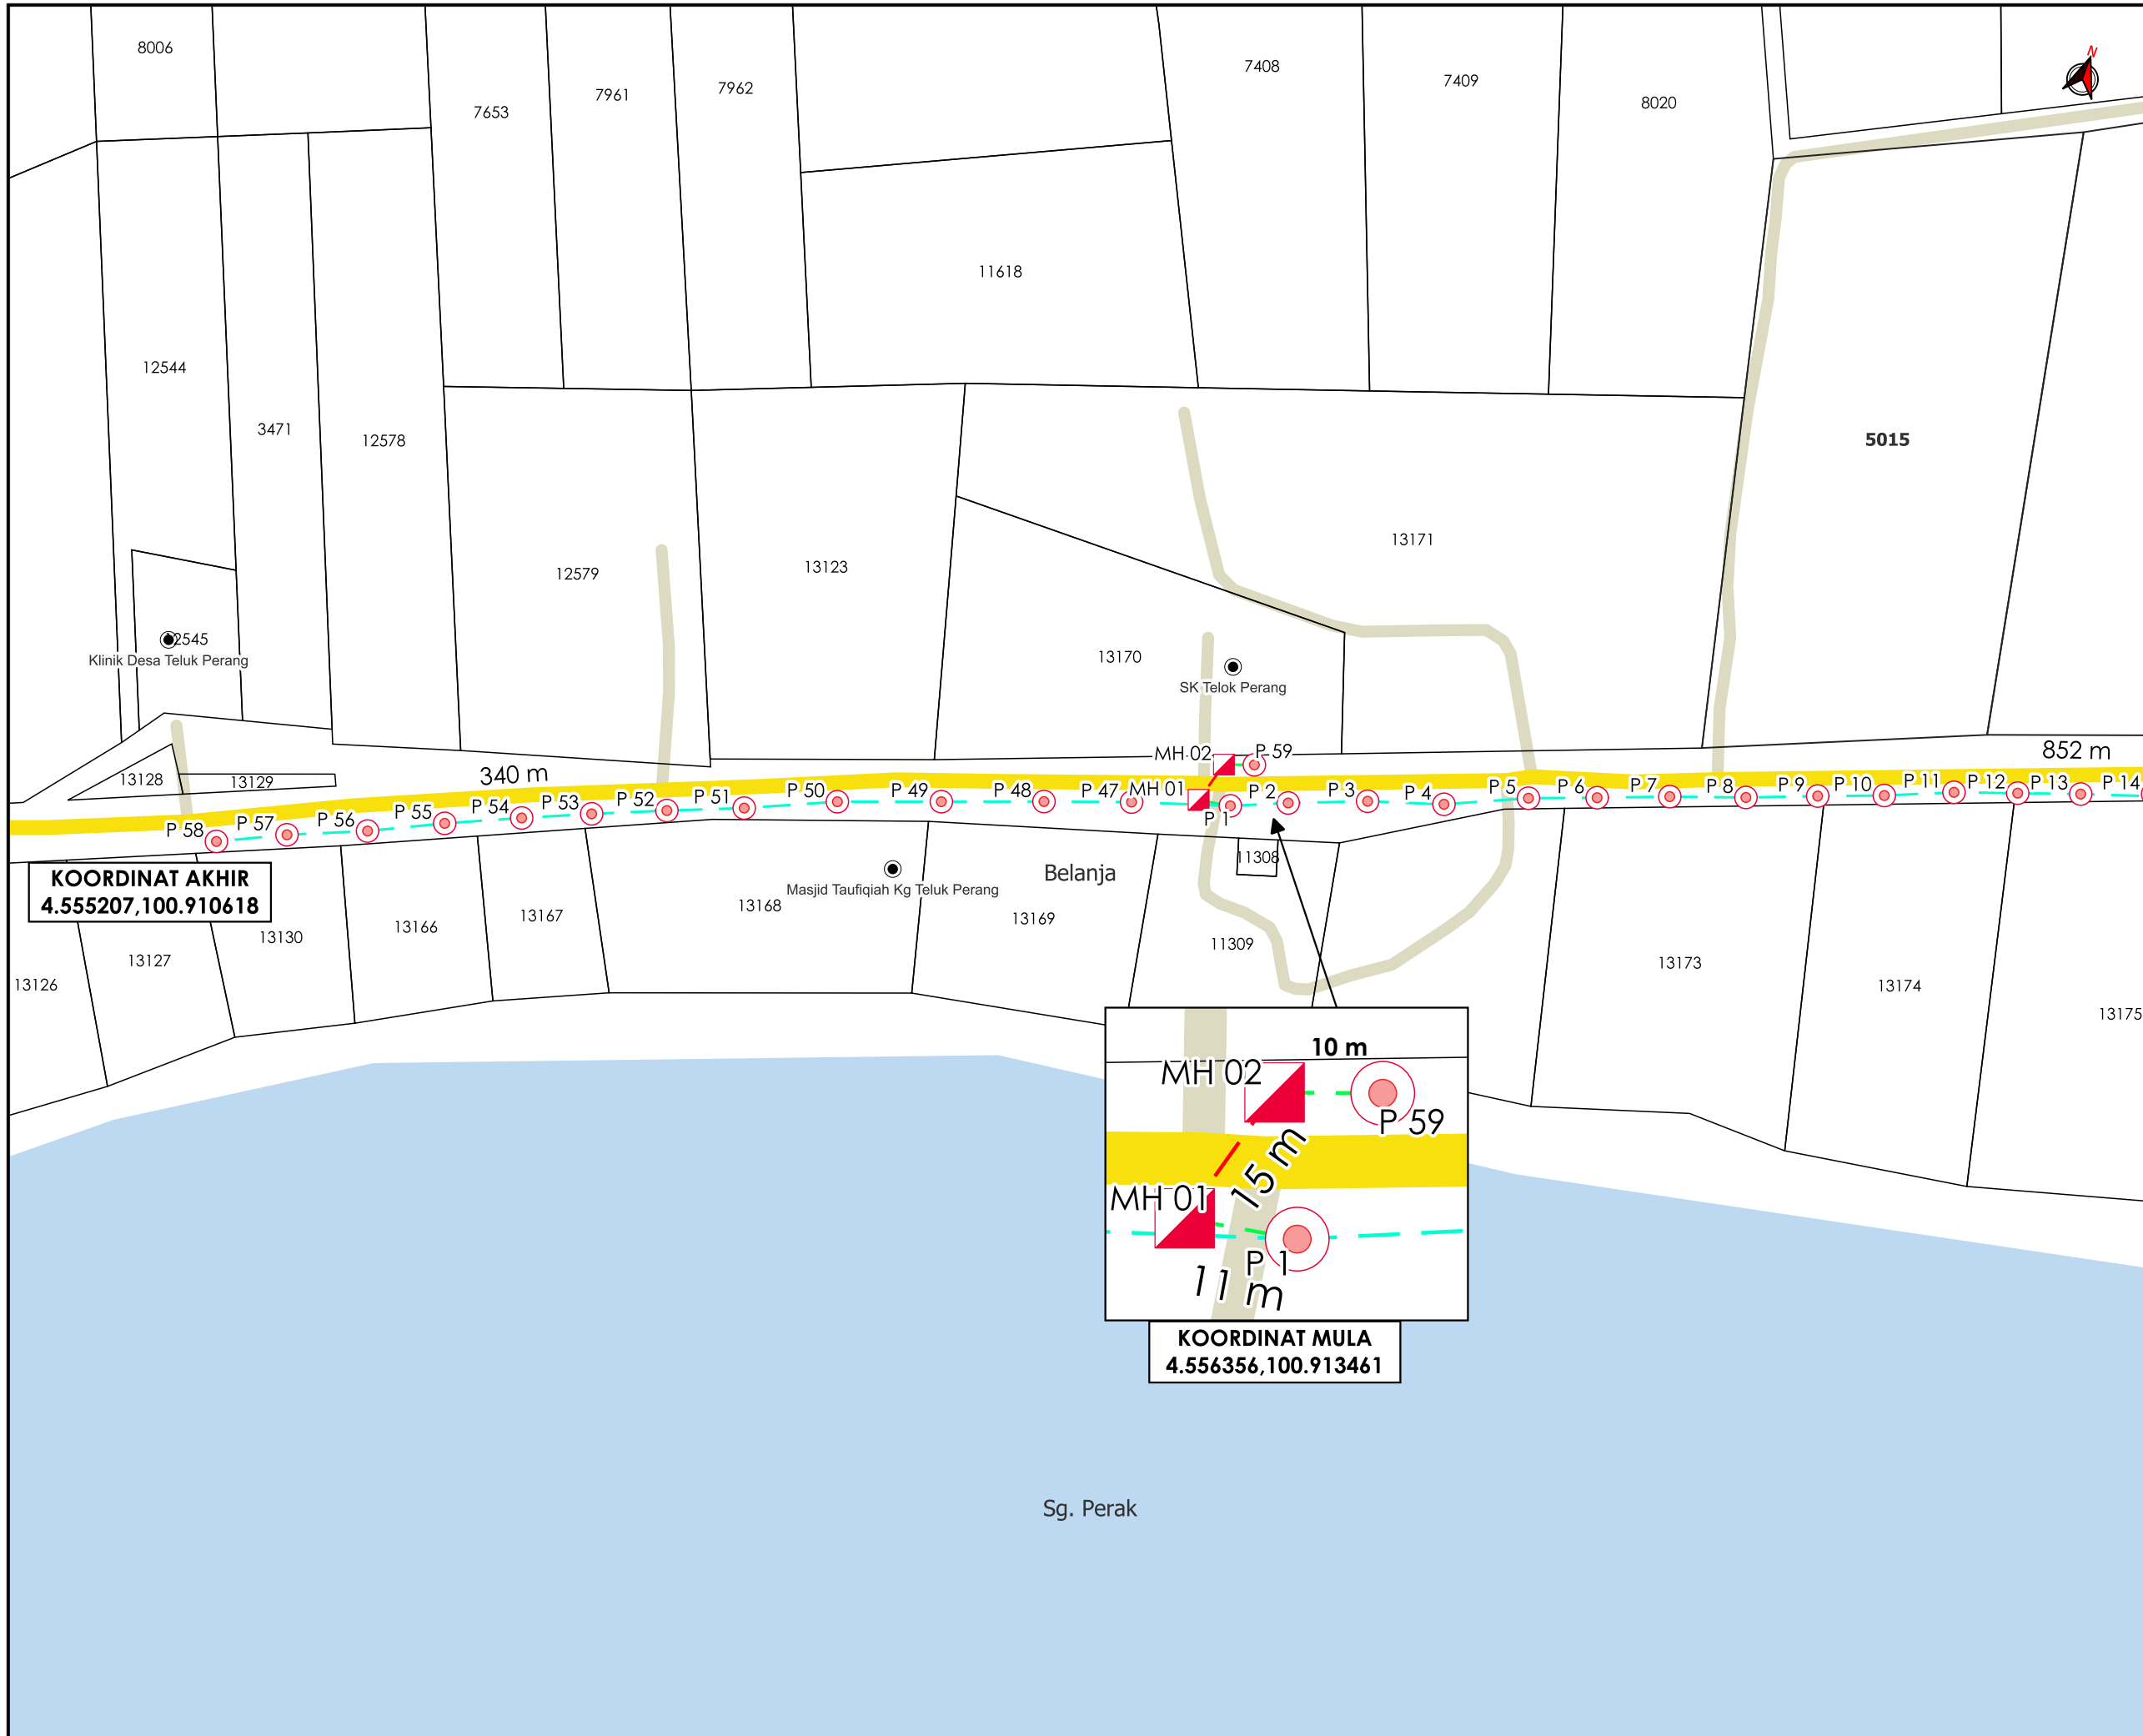 8006
7653
7961
7962
7408
7409
8020
N
11618
12544
3471
12578
5015
12579
13123
13171
12545
Klinik Desa Teluk Perang
13170
SK Telok Perang
13128
13129
340 m
MH 02
P 59
852 m
P 58
P 57
P 56
P 55
P 54
P 53
P 52
P 51
P 50
P 49
P 48
P 47
MH 01
P 1
P 2
P 3
P 4
P 5
P 6
P 7
P 8
P 9
P 10
P 11
P 12
P 13
P 14
KOORDINAT AKHIR
4.555207,100.910618
13126
13127
13130
13166
13167
13168
Masjid Taufiqiah Kg Teluk Perang
Belanja
13169
11308
11309
13173
13174
13175
10 m
MH 02
P 59
15 m
MH 01
P 1
11 m
KOORDINAT MULA
4.556356,100.913461
Sg. Perak